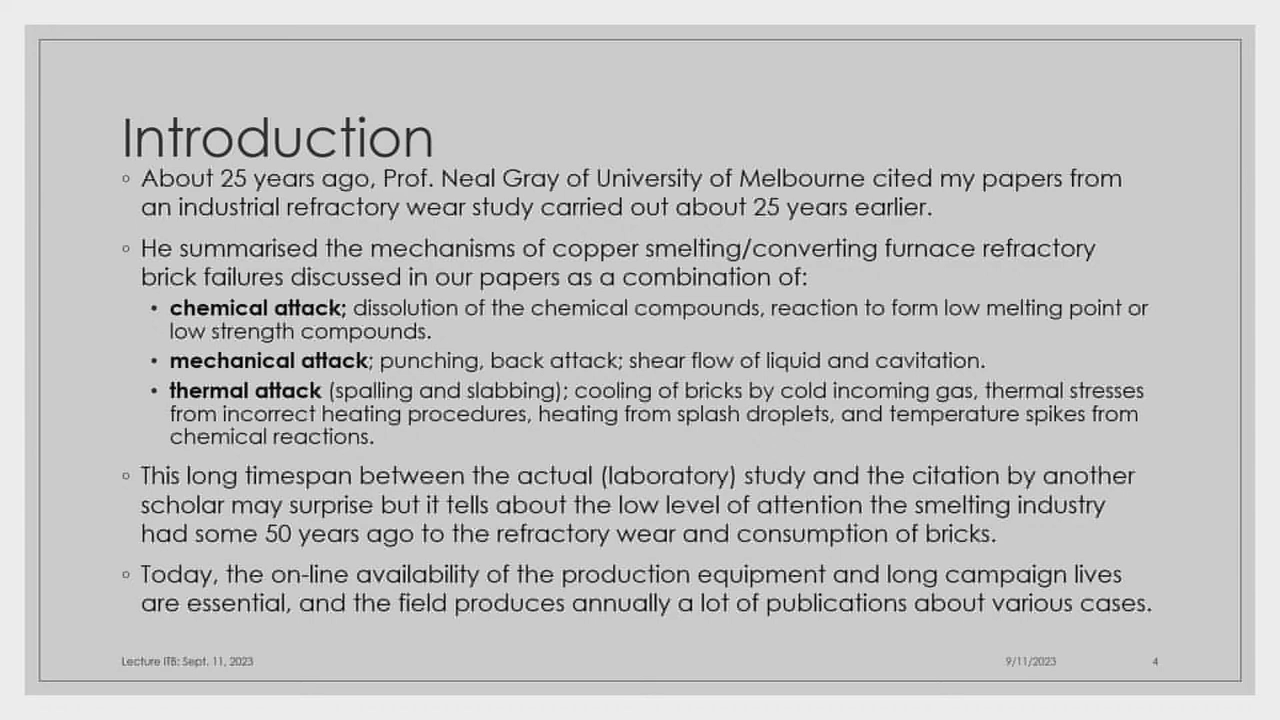 Introduction
◦ About 25 years ago, Prof. Neal Gray of University of Melbourne cited my papers from
an industrial refractory wear study carried out about 25 years earlier.
◦ He summarised the mechanisms of copper smelting/converting furnace refractory
brick failures discussed in our papers as a combination of:
• chemical attack; dissolution of the chemical compounds, reaction to form low melting point or
low strength compounds.
• mechanical attack; punching, back attack; shear flow of liquid and cavitation.
• thermal attack (spalling and slabbing); cooling of bricks by cold incoming gas, thermal stresses
from incorrect heating procedures, heating from splash droplets, and temperature spikes from
chemical reactions.
◦ This long timespan between the actual (laboratory) study and the citation by another
scholar may surprise but it tells about the low level of attention the smelting industry
had some 50 years ago to the refractory wear and consumption of bricks.
◦ Today, the on-line availability of the production equipment and long campaign lives
are essential, and the field produces annually a lot of publications about various cases.
Lecture ITB: Sept. 11, 2023
9/11/2023
4